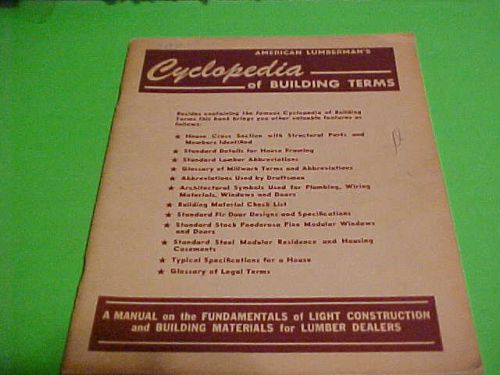 AMERICAN LUMBERMAN'S
Cyclopedia
of BUILDING TERMS
Besides containing the famous Cyclopedia of Building
Terms this book brings you other valuable features as
follows:
★ House Cross Section with Structural Parts and
Members Identified
★ Standard Details for House Framing
★ Standard Lumber Abbreviations
★ Glossary of Millwork Terms and Abbreviations
★ Abbreviations Used by Draftsmen
★ Architectural Symbols Used for Plumbing, Wiring
Materials, Windows and Doors
★ Building Material Check List
★ Standard Fir Door Designs and Specifications
★ Standard Stock Ponderosa Pine Modular Windows
and Doors
★ Standard Steel Modular Residence and Housing
Casements
★ Typical Specifications for a House
★ Glossary of Legal Terms
A MANUAL on the FUNDAMENTALS of LIGHT CONSTRUCTION
and BUILDING MATERIALS for LUMBER DEALERS